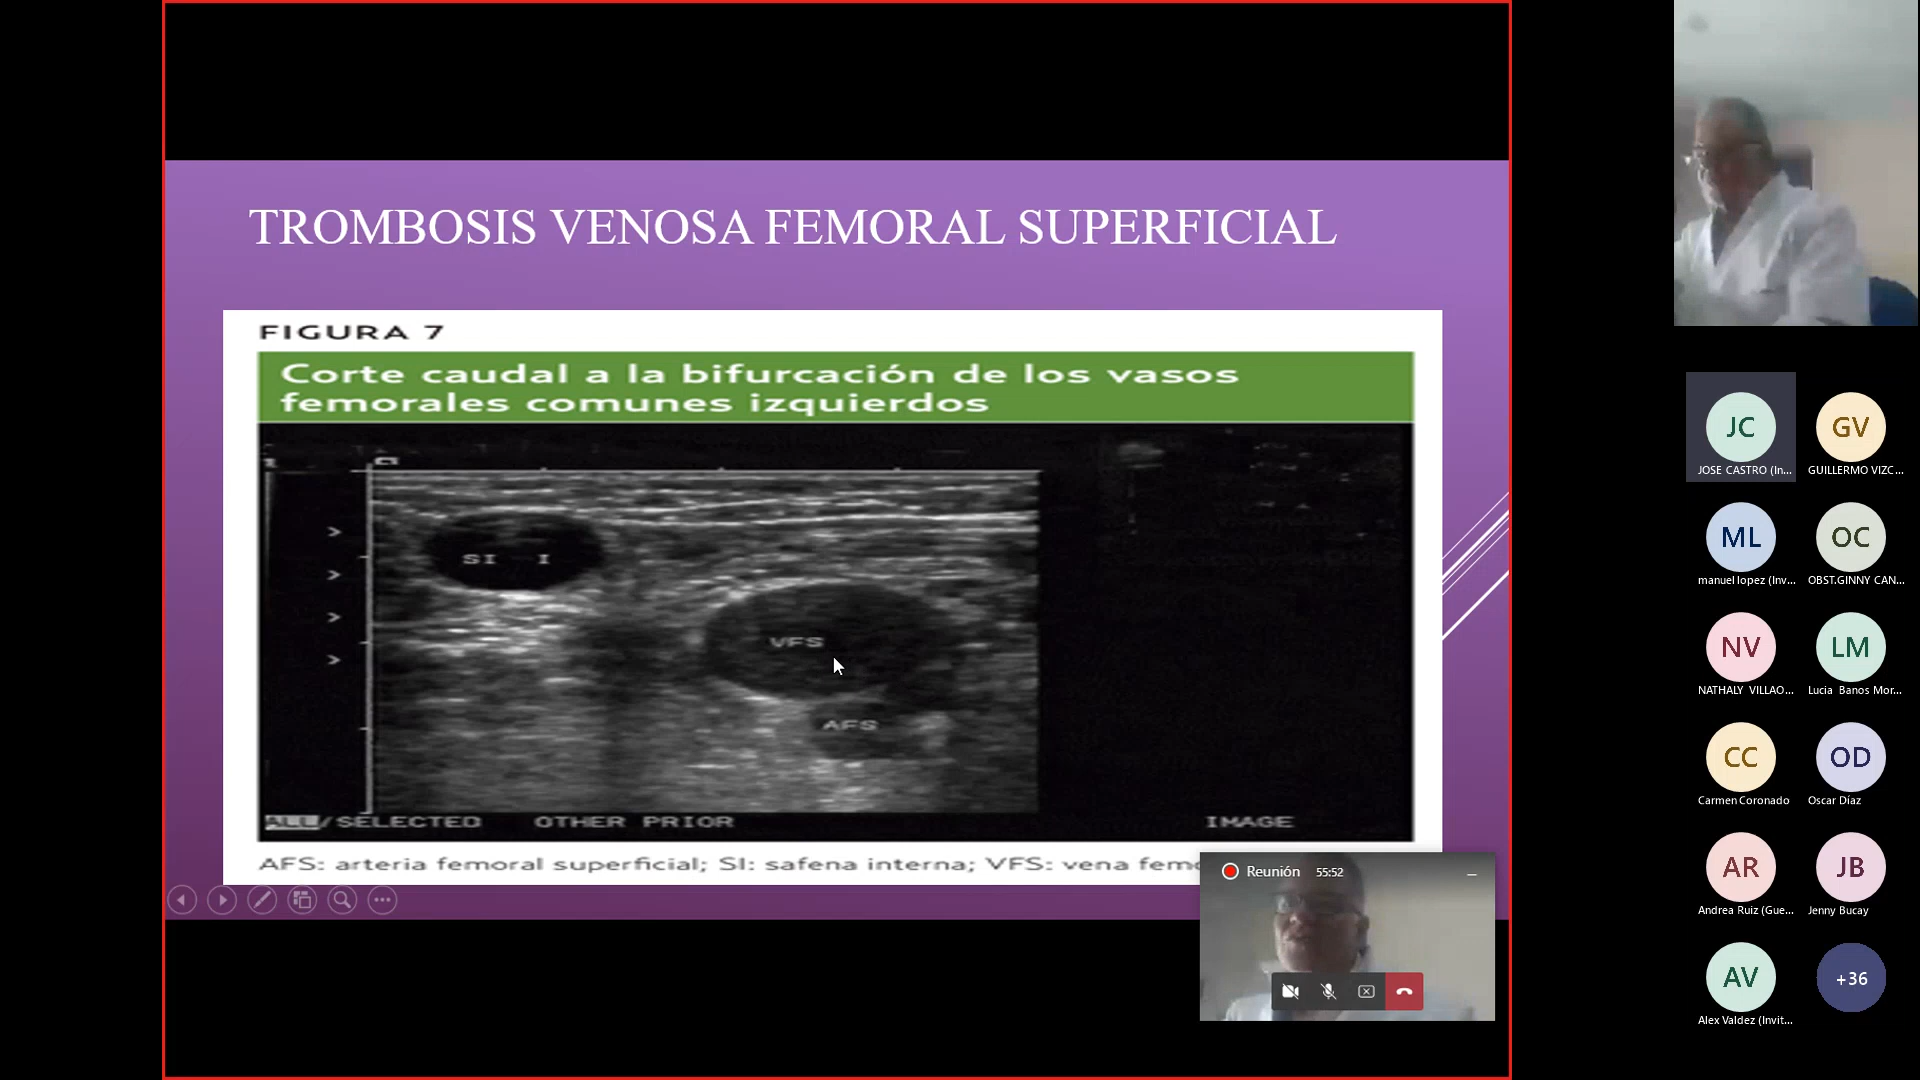 TROMBOSIS VENOSA FEMORAL SUPERFICIAL
FIGURA 7
Corte caudal a la bifurcación de los vasos
femorales comunes izquierdos
SI I
VFS
AFS
ALL/SELECTED OTHER PRIOR IMAGE
AFS: arteria femoral superficial; SI: safena interna; VFS: vena femo
Reunión 55:52
JC
JOSE CASTRO (In...
GV
GUILLERMO VIZC...
ML
manuel lopez (Inv...
OC
OBST.GINNY CAN...
NV
NATHALY VILLAO...
LM
Lucia Banos Mor...
CC
Carmen Coronado
OD
Oscar Díaz
AR
Andrea Ruiz (Gue...
JB
Jenny Bucay
AV
Alex Valdez (Invit...
+36